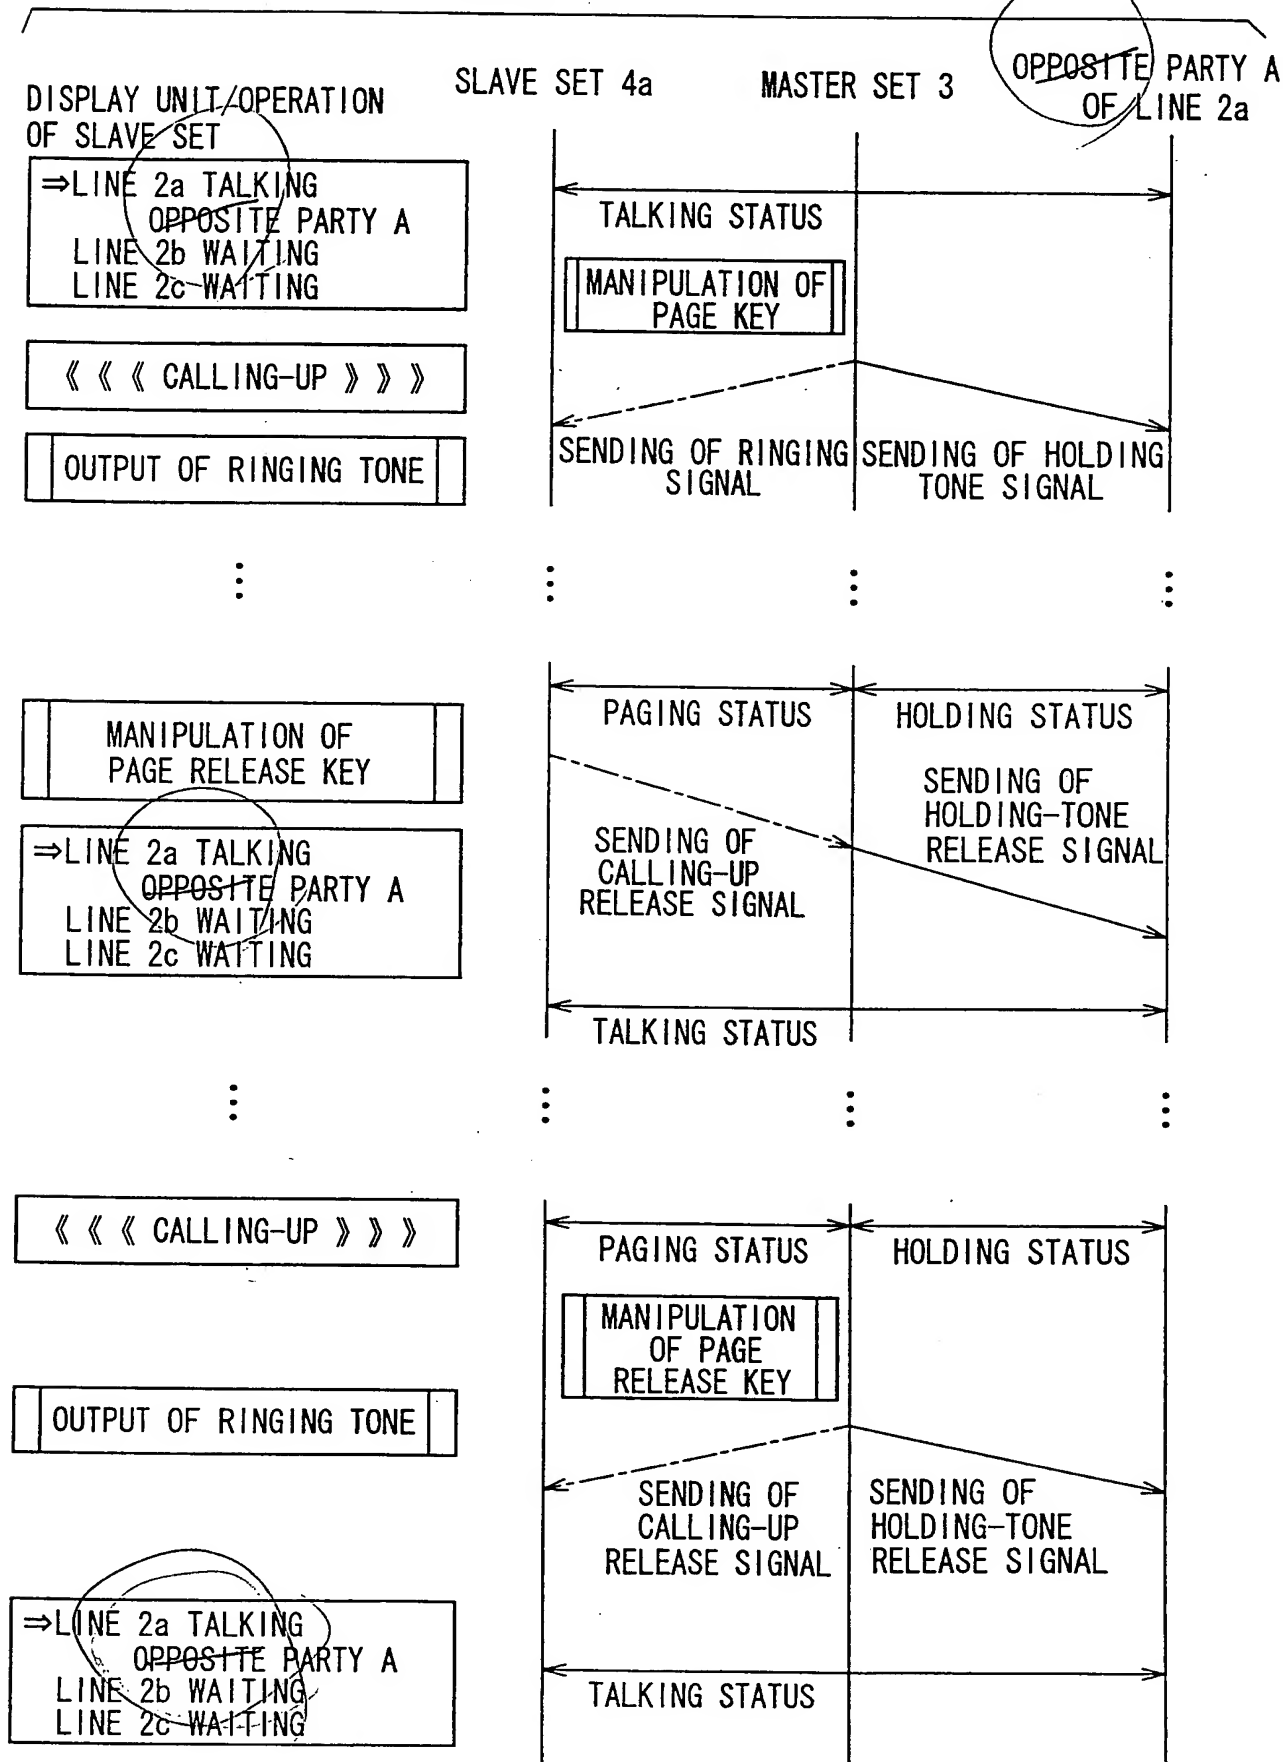 DISPLAY UNIT/OPERATION
OF SLAVE SET
SLAVE SET 4a
MASTER SET 3
OPPOSITE PARTY A
OF LINE 2a
⇒LINE 2a TALKING
OPPOSITE PARTY A
LINE 2b WAITING
LINE 2c WAITING
TALKING STATUS
MANIPULATION OF
PAGE KEY
《 《 《 CALLING-UP 》 》 》
OUTPUT OF RINGING TONE
SENDING OF RINGING
SIGNAL
SENDING OF HOLDING
TONE SIGNAL
PAGING STATUS
HOLDING STATUS
MANIPULATION OF
PAGE RELEASE KEY
SENDING OF
HOLDING-TONE
RELEASE SIGNAL
⇒LINE 2a TALKING
OPPOSITE PARTY A
LINE 2b WAITING
LINE 2c WAITING
SENDING OF
CALLING-UP
RELEASE SIGNAL
TALKING STATUS
《 《 《 CALLING-UP 》 》 》
PAGING STATUS
HOLDING STATUS
MANIPULATION
OF PAGE
RELEASE KEY
OUTPUT OF RINGING TONE
SENDING OF
CALLING-UP
RELEASE SIGNAL
SENDING OF
HOLDING-TONE
RELEASE SIGNAL
⇒LINE 2a TALKING
OPPOSITE PARTY A
LINE 2b WAITING
LINE 2c WAITING
TALKING STATUS